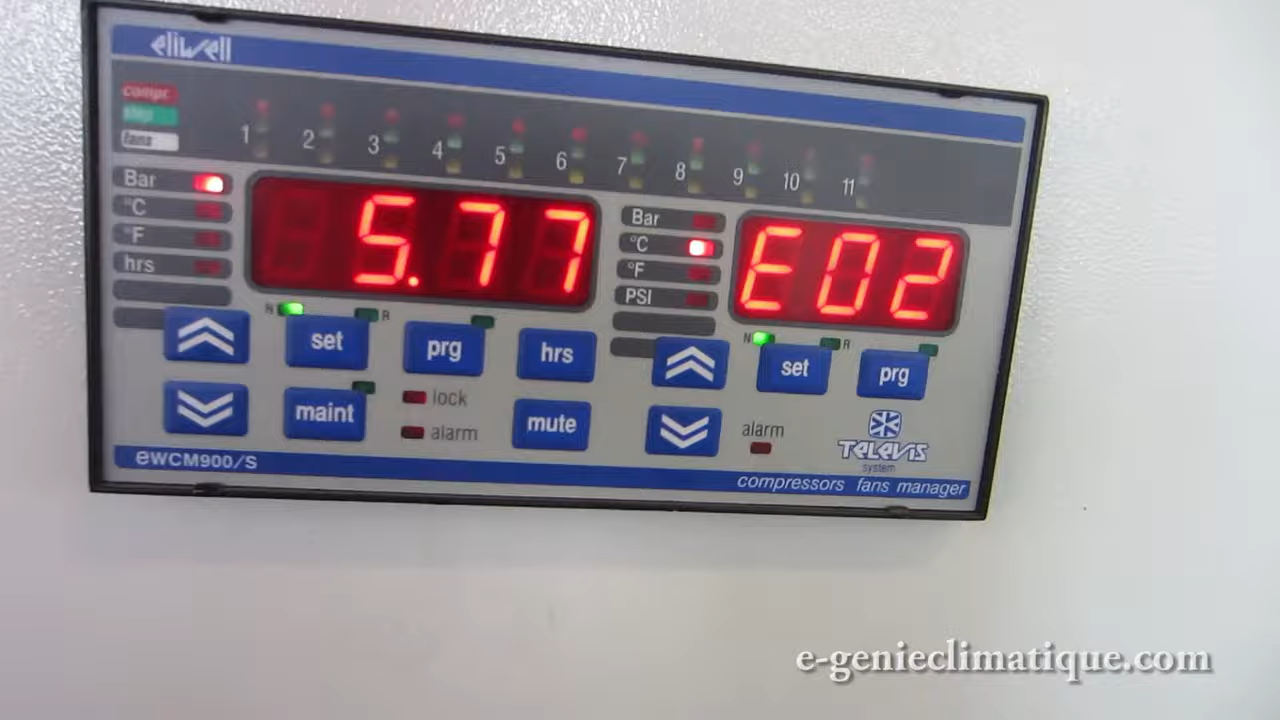 eliwell
compr
step
fans
1 2 3 4 5 6 7 8 9 10 11
Bar
°C
°F
hrs
5.77
Bar
°C
°F
PSI
E02
N R
set
prg
hrs
maint
lock
alarm
mute
N R
set
prg
alarm
TELEVIS
system
eWCM900/S
compressors fans manager
e-genieclimatique.com